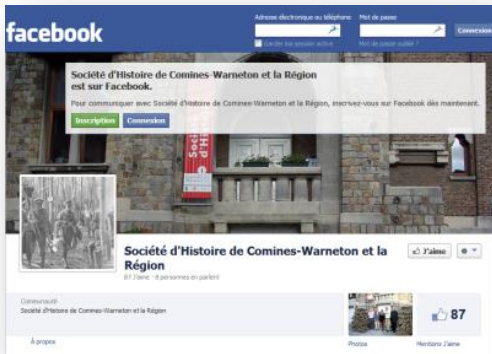 Adresse électronique ou téléphone Mot de passe
facebook
Connexion
Garder ma session active Mot de passe oublié ?
Société d'Histoire de Comines-Warneton et la Région
est sur Facebook.
Pour communiquer avec Société d'Histoire de Comines-Warneton et la Région, inscrivez-vous sur Facebook dès maintenant.
Inscription Connexion
Société d'Histoire de Comines-Warneton et la
Région
J'aime
87 J'aime · 8 personnes en parlent
Communauté
Société d'Histoire de Comines-Warneton et la Région
87
À propos
Photos
Mentions J'aime